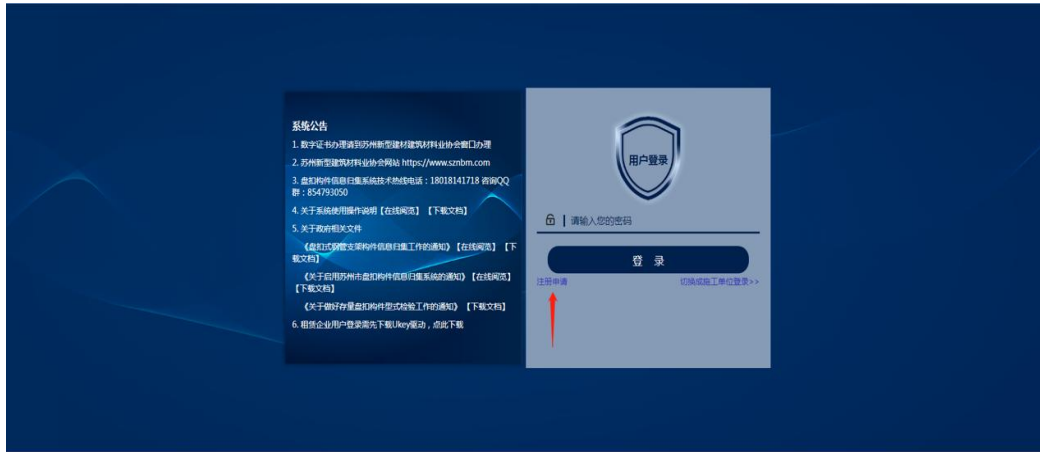 系统公告
1. 数字证书办理请到苏州新型建材建筑材料业协会窗口办理
2. 苏州新型建筑材料业协会网站 https://www.sznbm.com
3. 盘扣构件信息归集系统技术热线电话：18018141718 咨询QQ
群：854793050
4. 关于系统使用操作说明【在线阅览】【下载文档】
5. 关于政府相关文件
《盘扣式钢管支架构件信息归集工作的通知》【在线阅览】【下
载文档】
《关于启用苏州市盘扣构件信息归集系统的通知》【在线阅览】
【下载文档】
《关于做好存量盘扣构件型式检验工作的通知》【下载文档】
6. 租赁企业用户登录需先下载Ukey驱动，点此下载
用户登录
请输入您的密码
登 录
注册申请
切换成施工单位登录>>